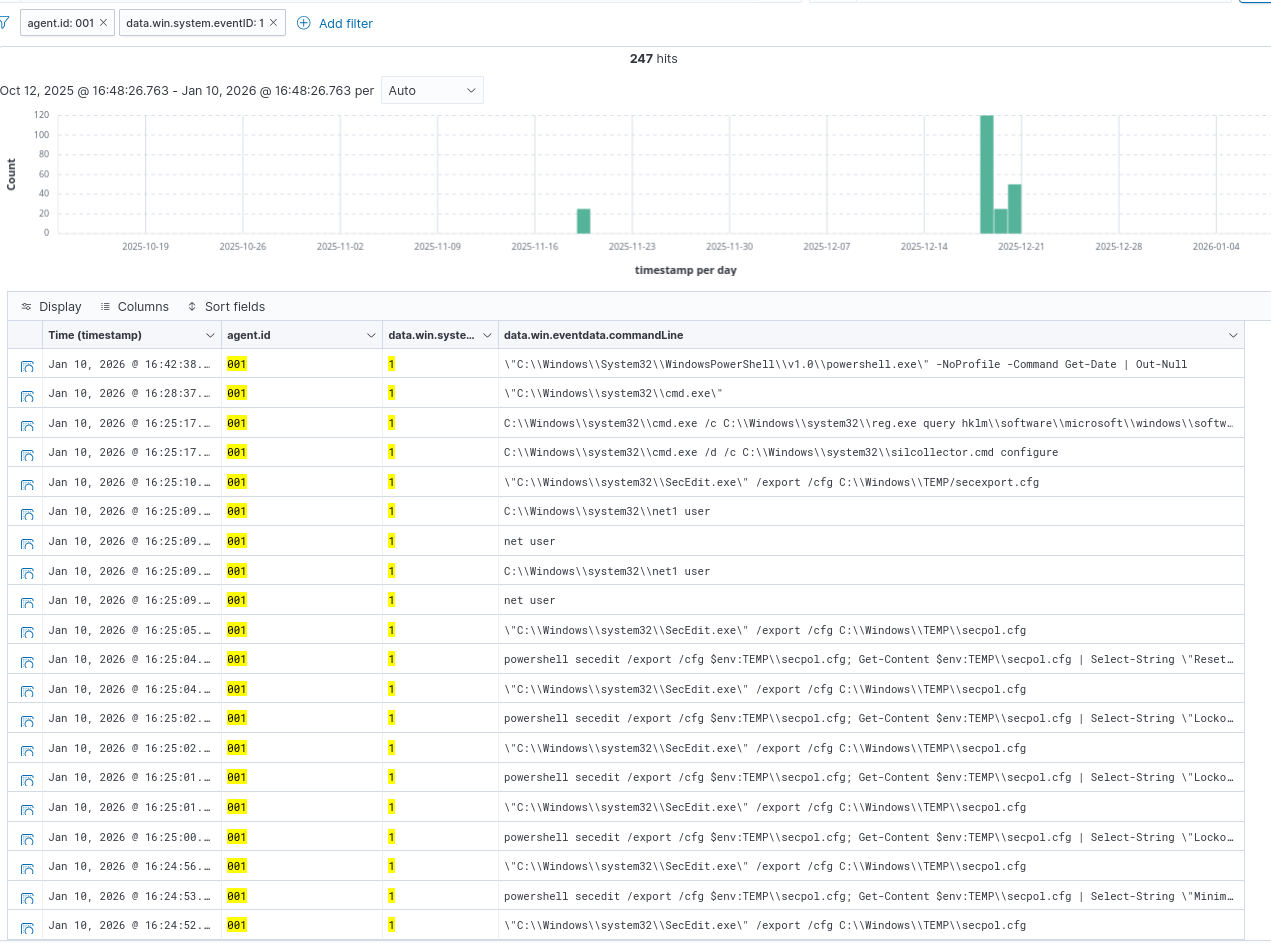 agent.id: 001 × data.win.system.eventID: 1 × Add filter
247 hits
Oct 12, 2025 @ 16:48:26.763 - Jan 10, 2026 @ 16:48:26.763 per Auto
120
100
80
60
40
20
0
Count
2025-10-19 2025-10-26 2025-11-02 2025-11-09 2025-11-16 2025-11-23 2025-11-30 2025-12-07 2025-12-14 2025-12-21 2025-12-28 2026-01-04
timestamp per day
Display Columns Sort fields
Time (timestamp) agent.id data.win.syste... data.win.eventdata.commandLine
Jan 10, 2026 @ 16:42:38.… 001 1 \"C:\\Windows\\System32\\WindowsPowerShell\\v1.0\\powershell.exe\" -NoProfile -Command Get-Date | Out-Null
Jan 10, 2026 @ 16:28:37.… 001 1 \"C:\\Windows\\system32\\cmd.exe\"
Jan 10, 2026 @ 16:25:17.… 001 1 C:\\Windows\\system32\\cmd.exe /c C:\\Windows\\system32\\reg.exe query hklm\\software\\microsoft\\windows\\softw…
Jan 10, 2026 @ 16:25:17.… 001 1 C:\\Windows\\system32\\cmd.exe /d /c C:\\Windows\\system32\\silcollector.cmd configure
Jan 10, 2026 @ 16:25:10.… 001 1 \"C:\\Windows\\system32\\SecEdit.exe\" /export /cfg C:\\Windows\\TEMP/secexport.cfg
Jan 10, 2026 @ 16:25:09.… 001 1 C:\\Windows\\system32\\net1 user
Jan 10, 2026 @ 16:25:09.… 001 1 net user
Jan 10, 2026 @ 16:25:09.… 001 1 C:\\Windows\\system32\\net1 user
Jan 10, 2026 @ 16:25:09.… 001 1 net user
Jan 10, 2026 @ 16:25:05.… 001 1 \"C:\\Windows\\system32\\SecEdit.exe\" /export /cfg C:\\Windows\\TEMP\\secpol.cfg
Jan 10, 2026 @ 16:25:04.… 001 1 powershell secedit /export /cfg $env:TEMP\\secpol.cfg; Get-Content $env:TEMP\\secpol.cfg | Select-String \"Reset…
Jan 10, 2026 @ 16:25:04.… 001 1 \"C:\\Windows\\system32\\SecEdit.exe\" /export /cfg C:\\Windows\\TEMP\\secpol.cfg
Jan 10, 2026 @ 16:25:02.… 001 1 powershell secedit /export /cfg $env:TEMP\\secpol.cfg; Get-Content $env:TEMP\\secpol.cfg | Select-String \"Locko…
Jan 10, 2026 @ 16:25:02.… 001 1 \"C:\\Windows\\system32\\SecEdit.exe\" /export /cfg C:\\Windows\\TEMP\\secpol.cfg
Jan 10, 2026 @ 16:25:01.… 001 1 powershell secedit /export /cfg $env:TEMP\\secpol.cfg; Get-Content $env:TEMP\\secpol.cfg | Select-String \"Locko…
Jan 10, 2026 @ 16:25:01.… 001 1 \"C:\\Windows\\system32\\SecEdit.exe\" /export /cfg C:\\Windows\\TEMP\\secpol.cfg
Jan 10, 2026 @ 16:25:00.… 001 1 powershell secedit /export /cfg $env:TEMP\\secpol.cfg; Get-Content $env:TEMP\\secpol.cfg | Select-String \"Locko…
Jan 10, 2026 @ 16:24:56.… 001 1 \"C:\\Windows\\system32\\SecEdit.exe\" /export /cfg C:\\Windows\\TEMP\\secpol.cfg
Jan 10, 2026 @ 16:24:53.… 001 1 powershell secedit /export /cfg $env:TEMP\\secpol.cfg; Get-Content $env:TEMP\\secpol.cfg | Select-String \"Minim…
Jan 10, 2026 @ 16:24:52.… 001 1 \"C:\\Windows\\system32\\SecEdit.exe\" /export /cfg C:\\Windows\\TEMP\\secpol.cfg